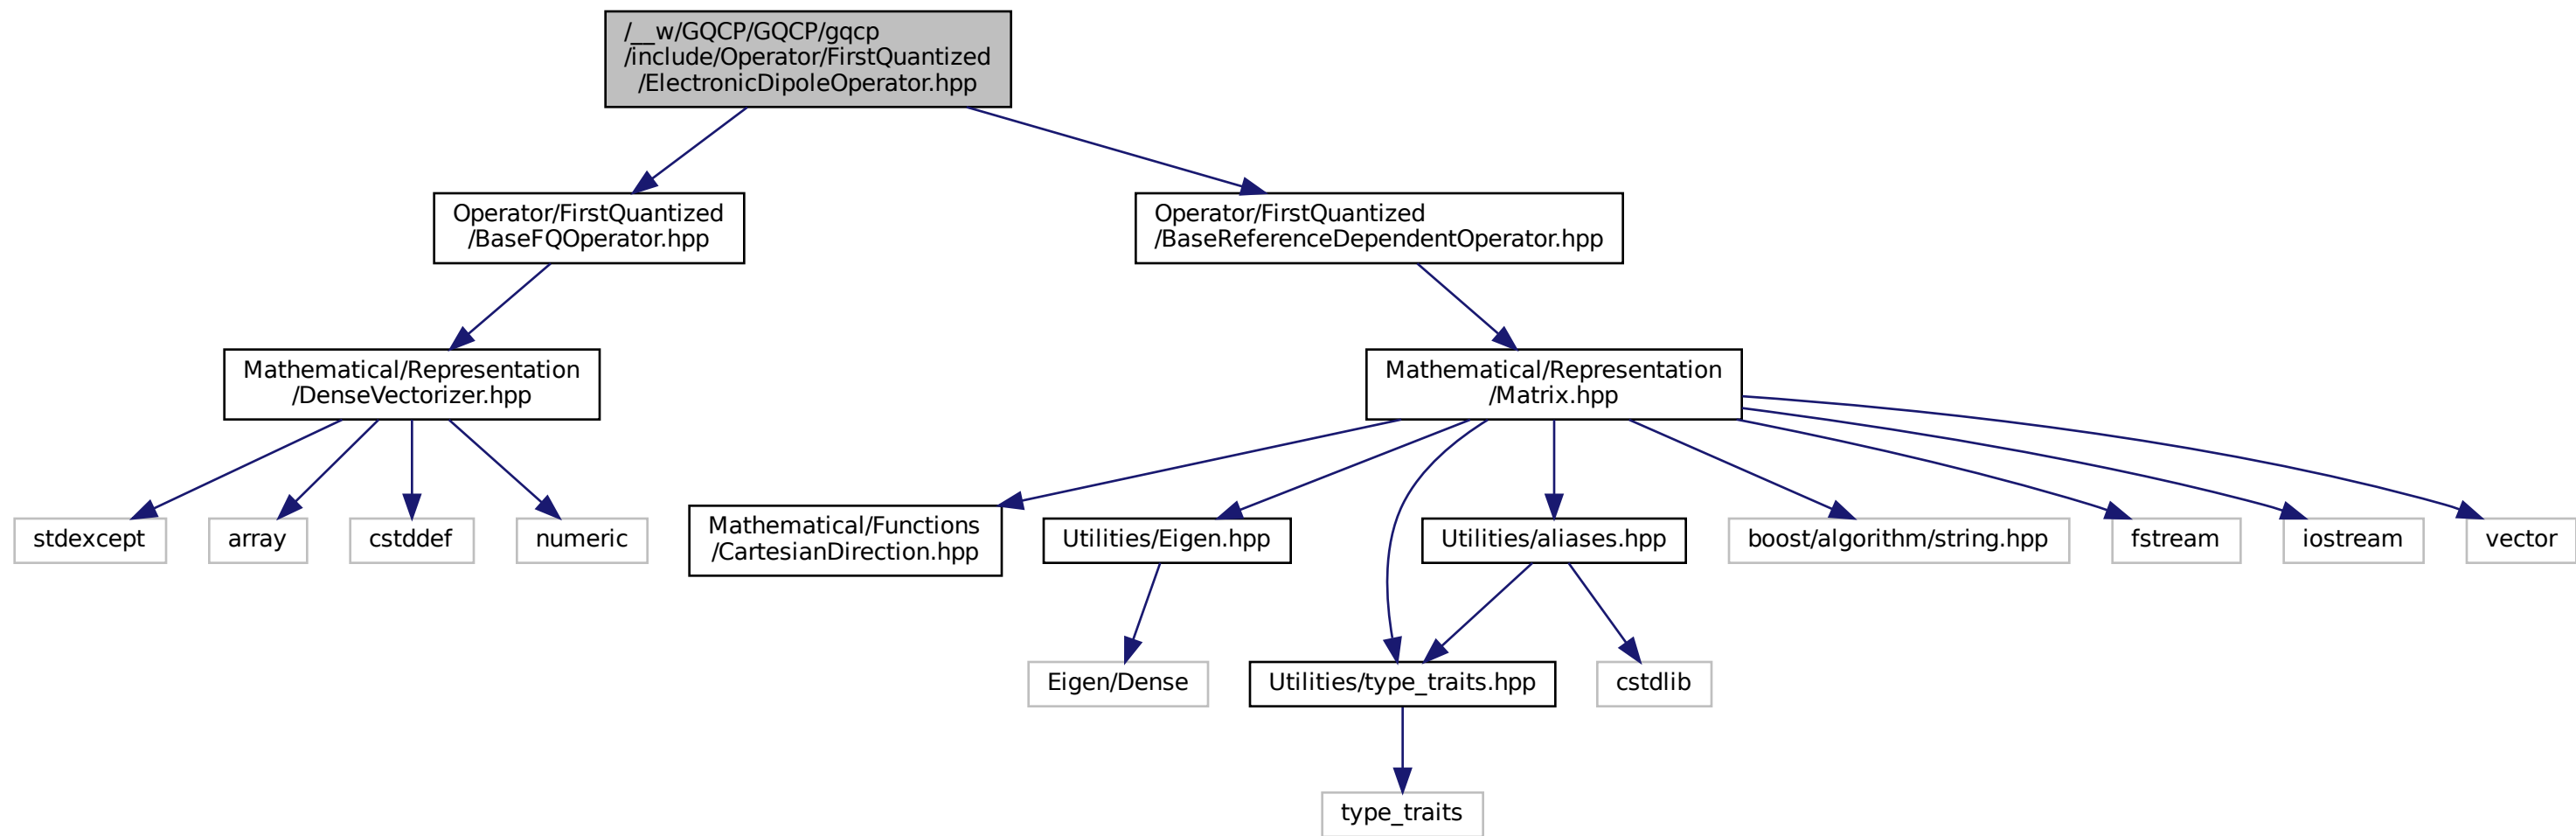 /__w/GQCP/GQCP/gqcp
/include/Operator/FirstQuantized
/ElectronicDipoleOperator.hpp
Operator/FirstQuantized
/BaseFQOperator.hpp
Operator/FirstQuantized
/BaseReferenceDependentOperator.hpp
Mathematical/Representation
/DenseVectorizer.hpp
Mathematical/Representation
/Matrix.hpp
stdexcept
array
cstddef
numeric
Mathematical/Functions
/CartesianDirection.hpp
Utilities/Eigen.hpp
Utilities/aliases.hpp
boost/algorithm/string.hpp
fstream
iostream
vector
Eigen/Dense
Utilities/type_traits.hpp
cstdlib
type_traits